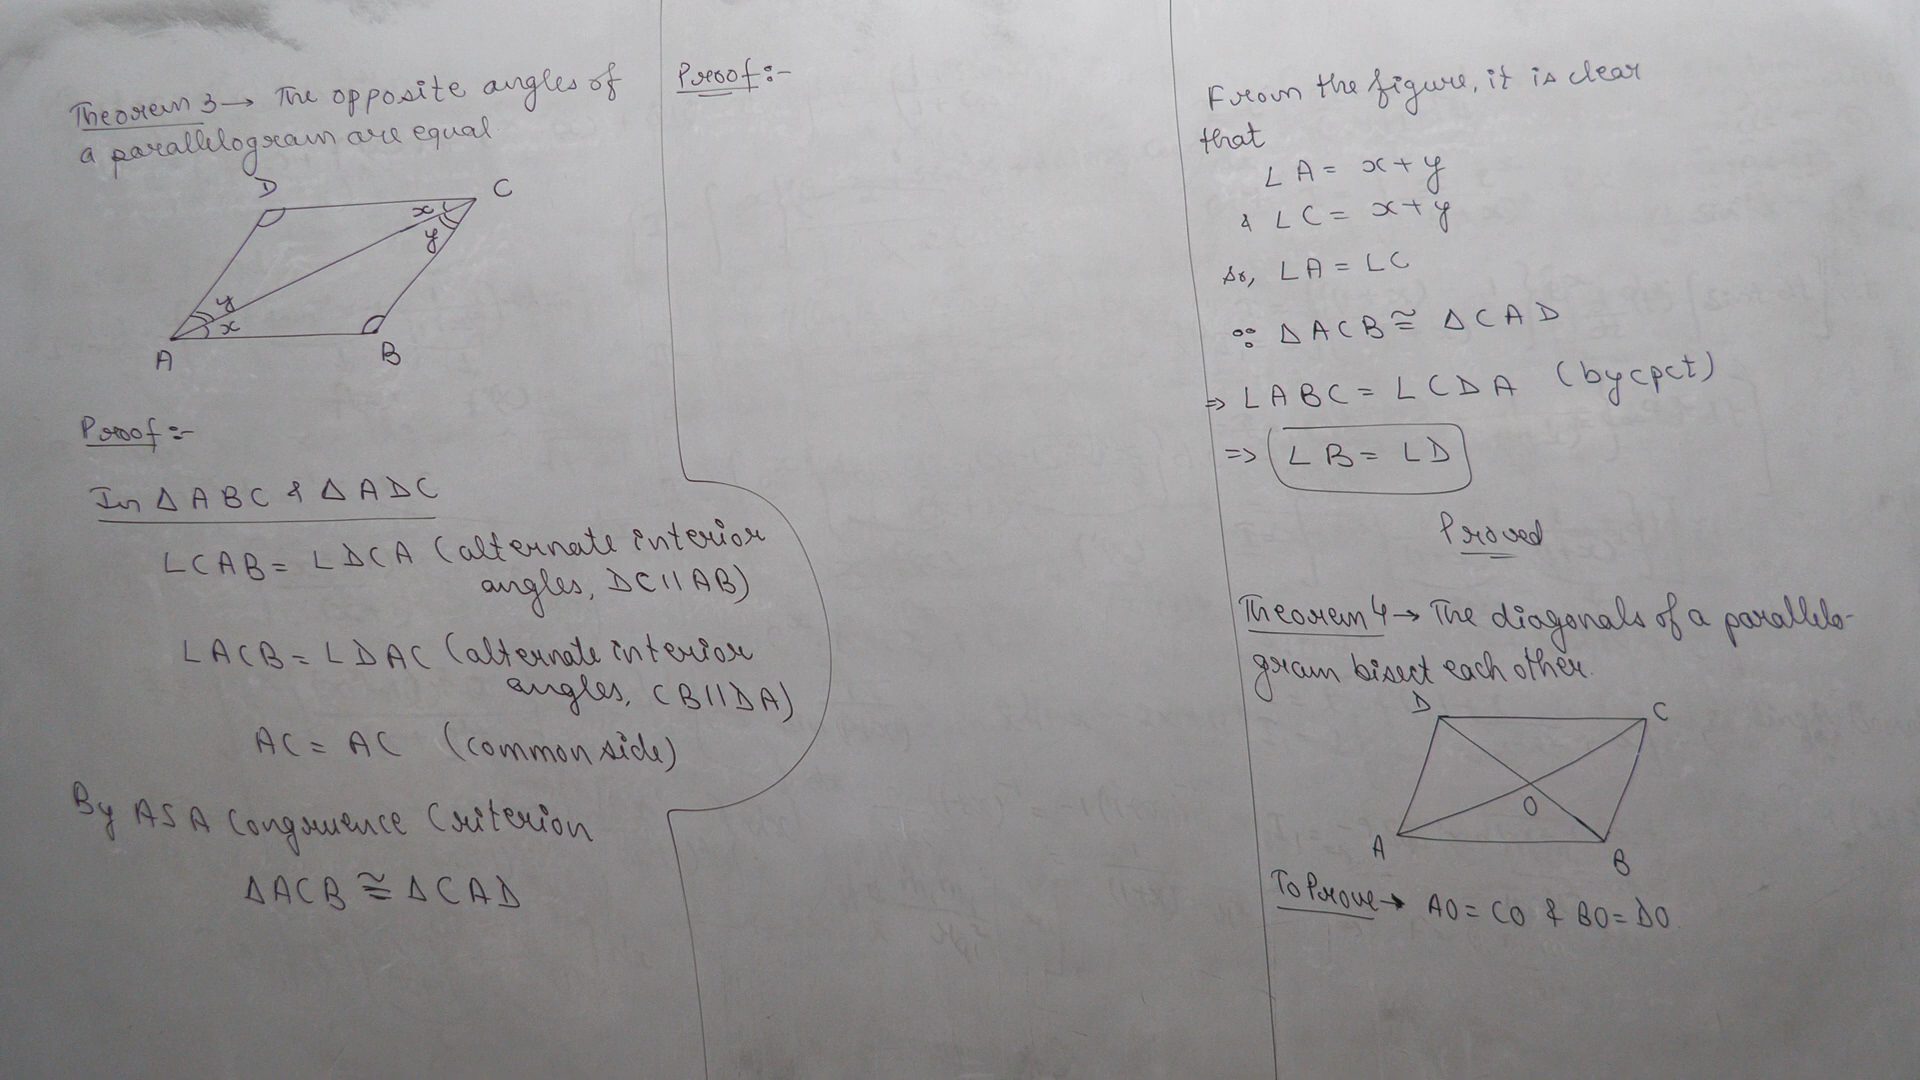 Theorem 3→ The opposite angles of
a parallelogram are equal
D
C
x
y
y
x
A
B
Proof :-
In Δ ABC & Δ ADC
∠CAB = ∠DCA (alternate interior
angles, DC || AB)
∠ACB = ∠DAC (alternate interior
angles, CB || DA)
AC = AC (common side)
By ASA Congruence Criterion
ΔACB ≅ ΔCAD
Proof :-
From the figure, it is clear
that
∠A = x + y
& ∠C = x + y
so, ∠A = ∠C
∵ ΔACB ≅ ΔCAD
⇒ ∠ABC = ∠CDA (by cpct)
⇒ ∠B = ∠D
Proved
Theorem 4→ The diagonals of a parallelo-
gram bisect each other.
D
C
O
A
B
To Prove→ AO = CO & BO = DO